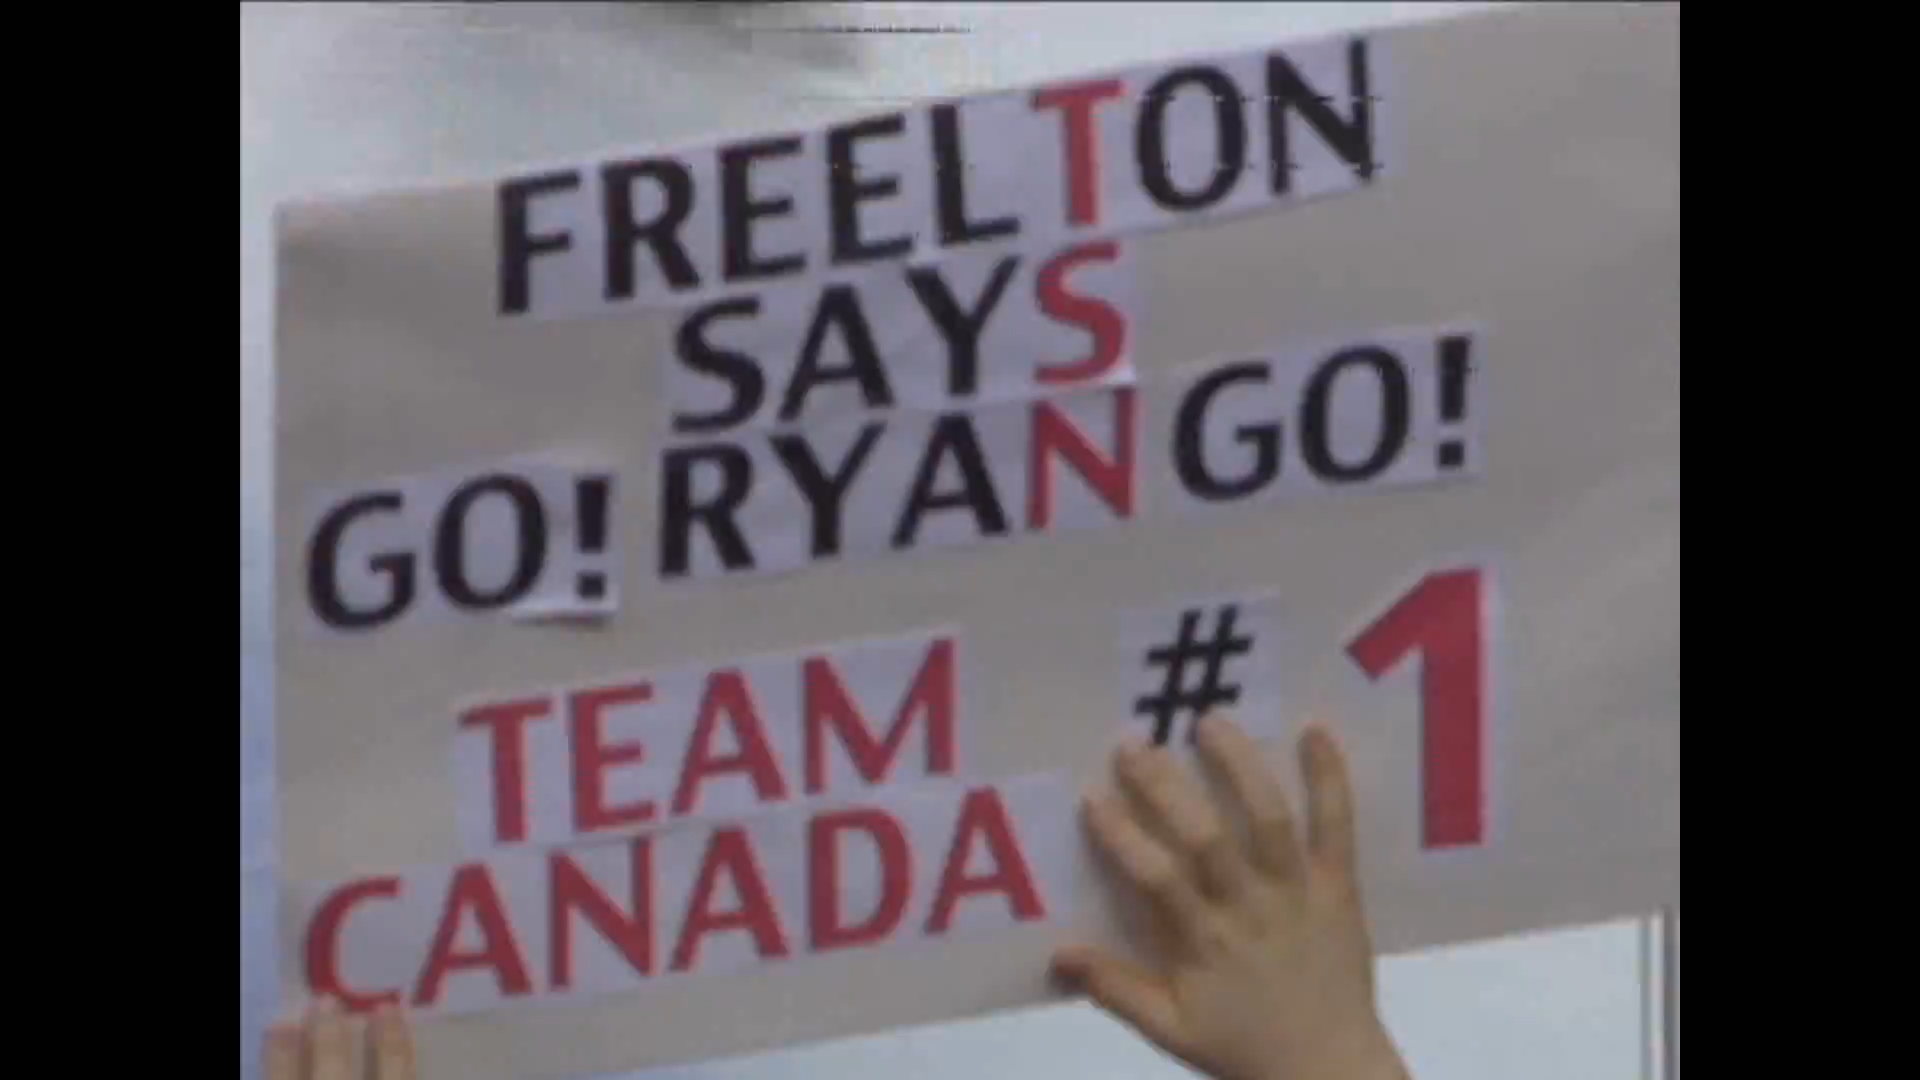 FREELTON
SAYS
GO! RYAN GO!
TEAM # 1
CANADA